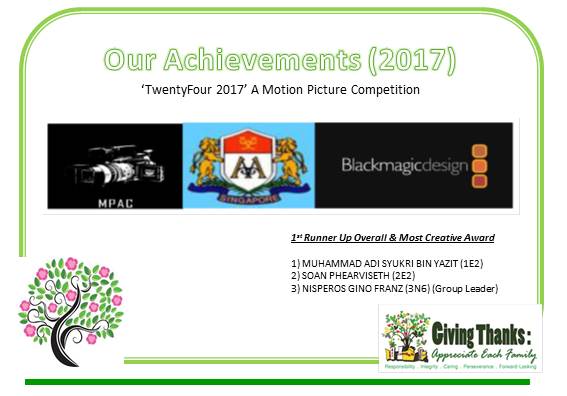 Our Achievements (2017)
‘TwentyFour 2017’ A Motion Picture Competition
MPAC
SINGAPORE
Blackmagicdesign
1st Runner Up Overall & Most Creative Award
1) MUHAMMAD ADI SYUKRI BIN YAZIT (1E2)
2) SOAN PHEARVISETH (2E2)
3) NISPEROS GINO FRANZ (3N6) (Group Leader)
Giving Thanks:
Appreciate Each Family
Responsibility . Integrity . Caring . Perseverance . Forward Looking